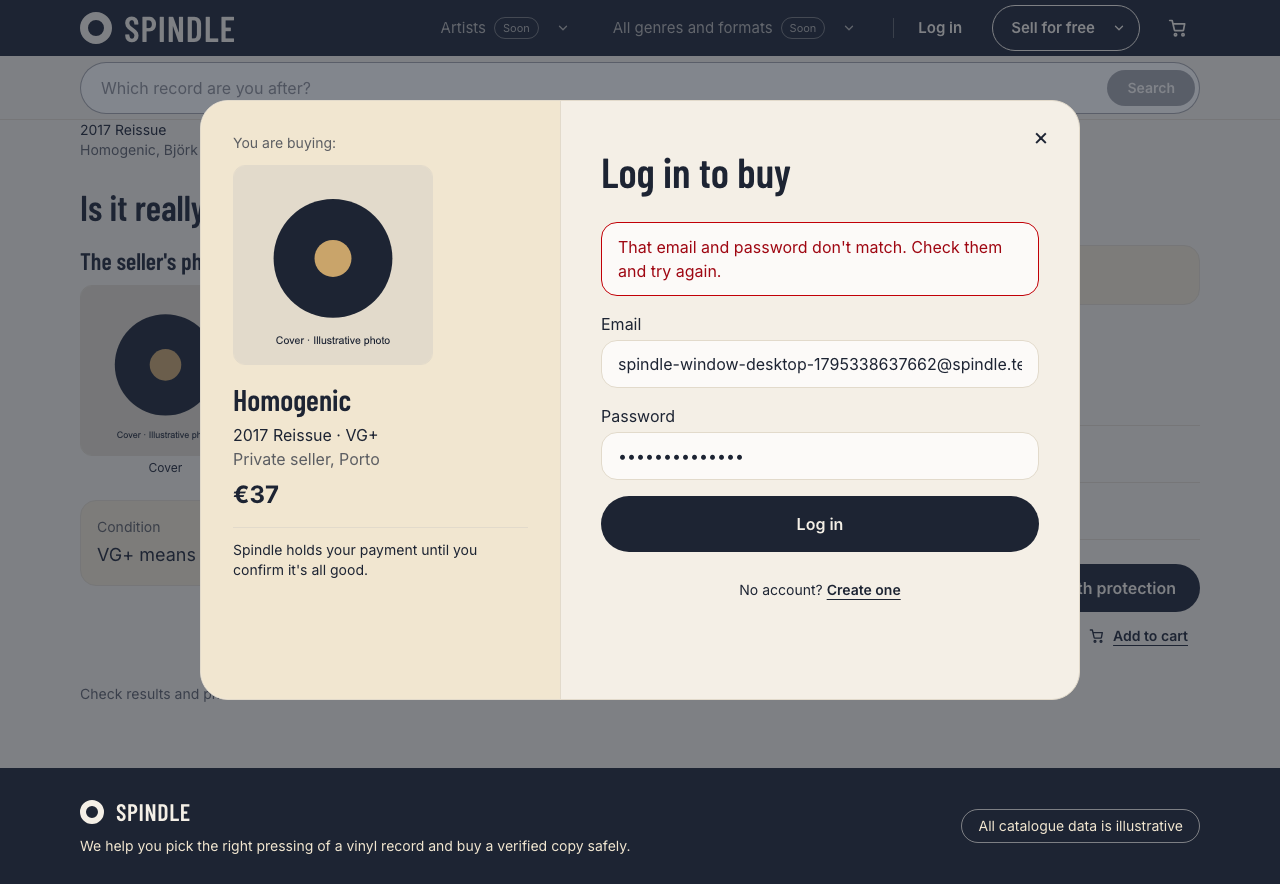 SPINDLE
Artists Soon
All genres and formats Soon
Log in
Sell for free
Which record are you after?
Search
2017 Reissue
Homogenic, Björk
Is it really
The seller's ph
Cover · Illustrative ph
Cover
Condition
VG+ means
Check results and p
You are buying:
Cover · Illustrative photo
Homogenic
2017 Reissue · VG+
Private seller, Porto
€37
Spindle holds your payment until you
confirm it's all good.
Log in to buy
That email and password don't match. Check them
and try again.
Email
spindle-window-desktop-1795338637662@spindle.te
Password
••••••••••••••
Log in
No account? Create one
th protection
Add to cart
SPINDLE
We help you pick the right pressing of a vinyl record and buy a verified copy safely.
All catalogue data is illustrative